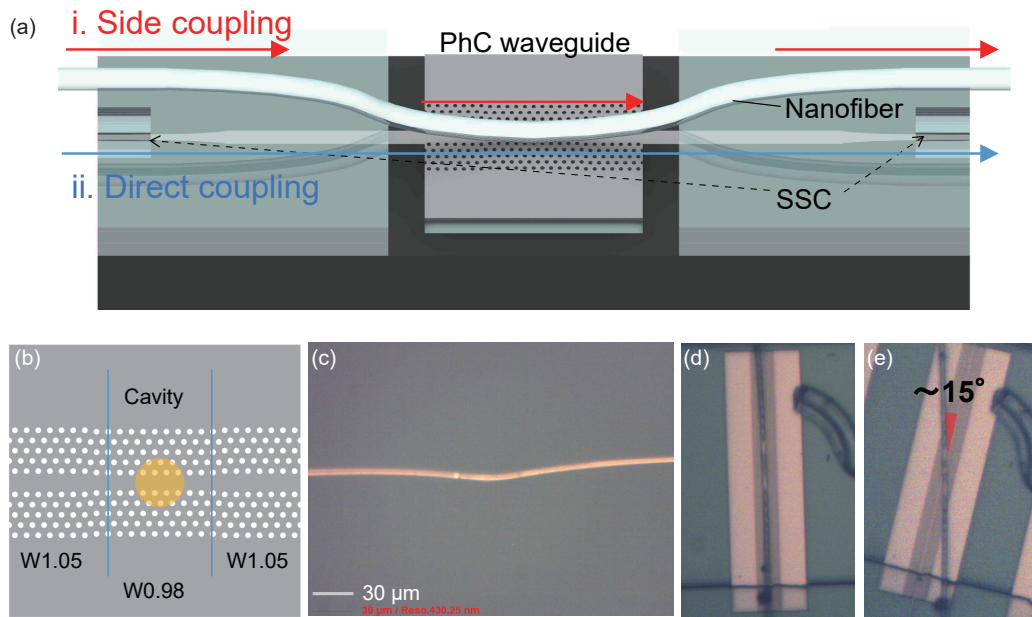 (a)
i. Side coupling
PhC waveguide
Nanofiber
ii. Direct coupling
SSC
(b)
Cavity
W1.05
W1.05
W0.98
(c)
30 μm
30 μm / Reso.430.25 nm
(d)
(e)
～15°